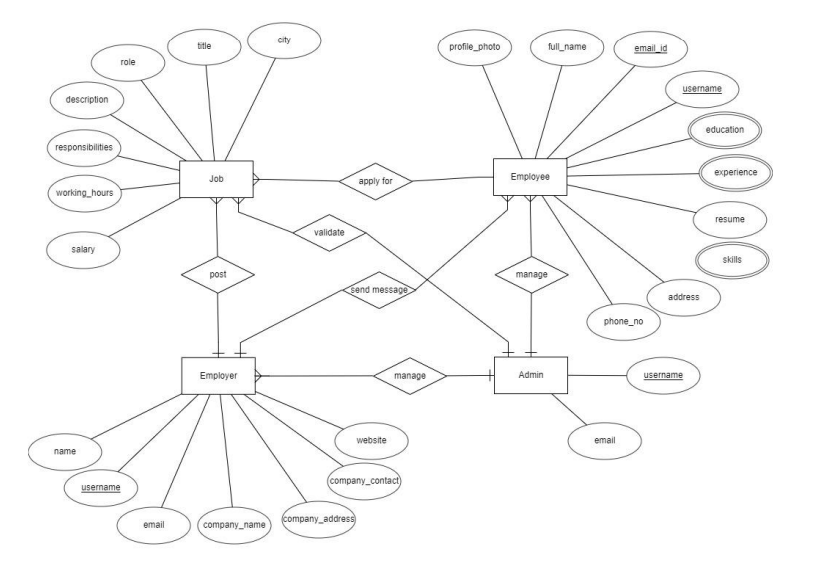 city
title
profile_photo
full_name
email_id
role
username
description
education
responsibilities
experience
Job
apply for
Employee
working_hours
resume
validate
salary
skills
post
send message
manage
address
phone_no
Employer
manage
Admin
username
website
email
name
company_contact
username
email
company_name
company_address